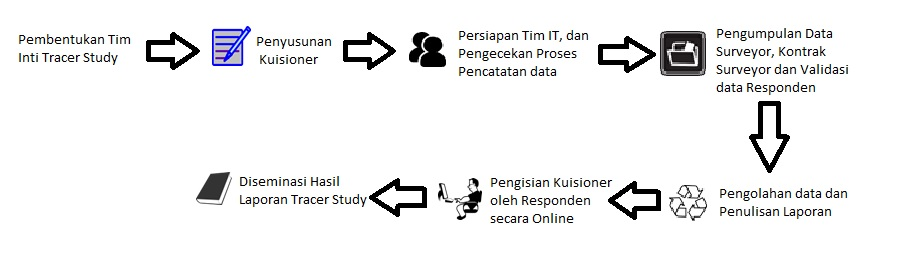 Pembentukan Tim
Inti Tracer Study
Penyusunan
Kuisioner
Persiapan Tim IT, dan
Pengecekan Proses
Pencatatan data
Pengumpulan Data
Surveyor, Kontrak
Surveyor dan Validasi
data Responden
Pengolahan data dan
Penulisan Laporan
Pengisian Kuisioner
oleh Responden
secara Online
Diseminasi Hasil
Laporan Tracer Study